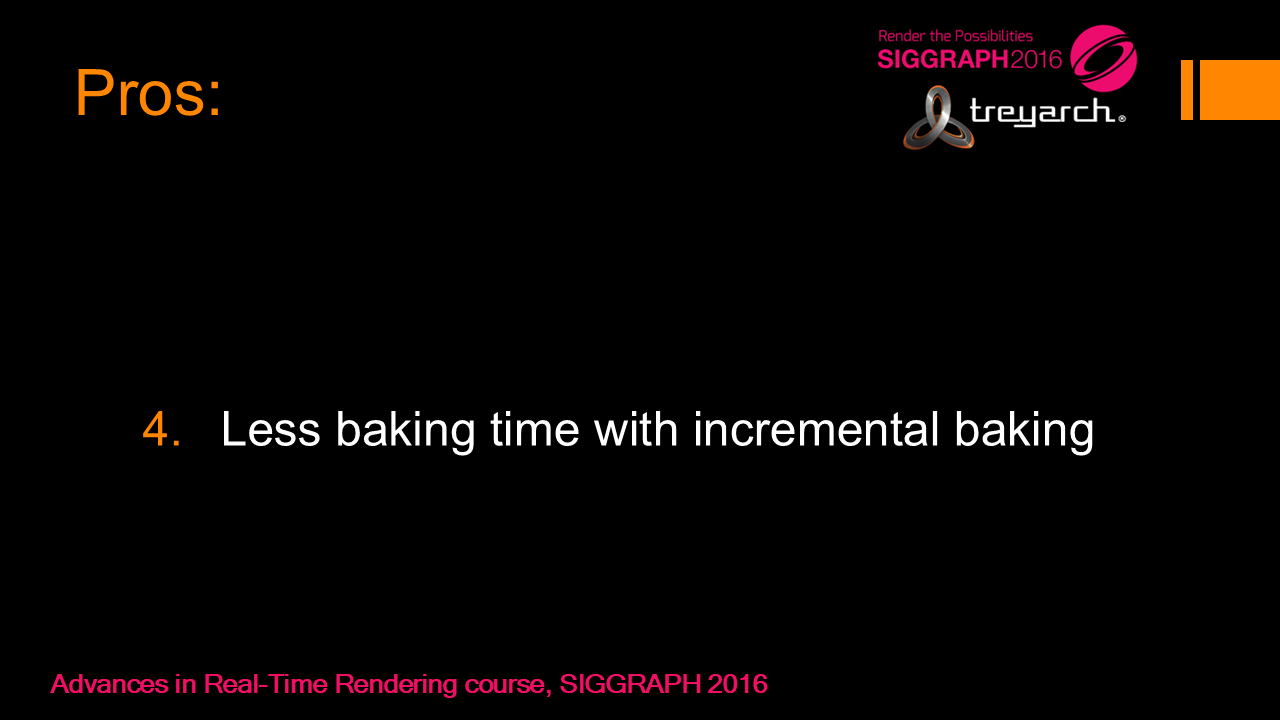 Pros:
Render the Possibilities
SIGGRAPH2016
treyarch®
4. Less baking time with incremental baking
Advances in Real-Time Rendering course, SIGGRAPH 2016